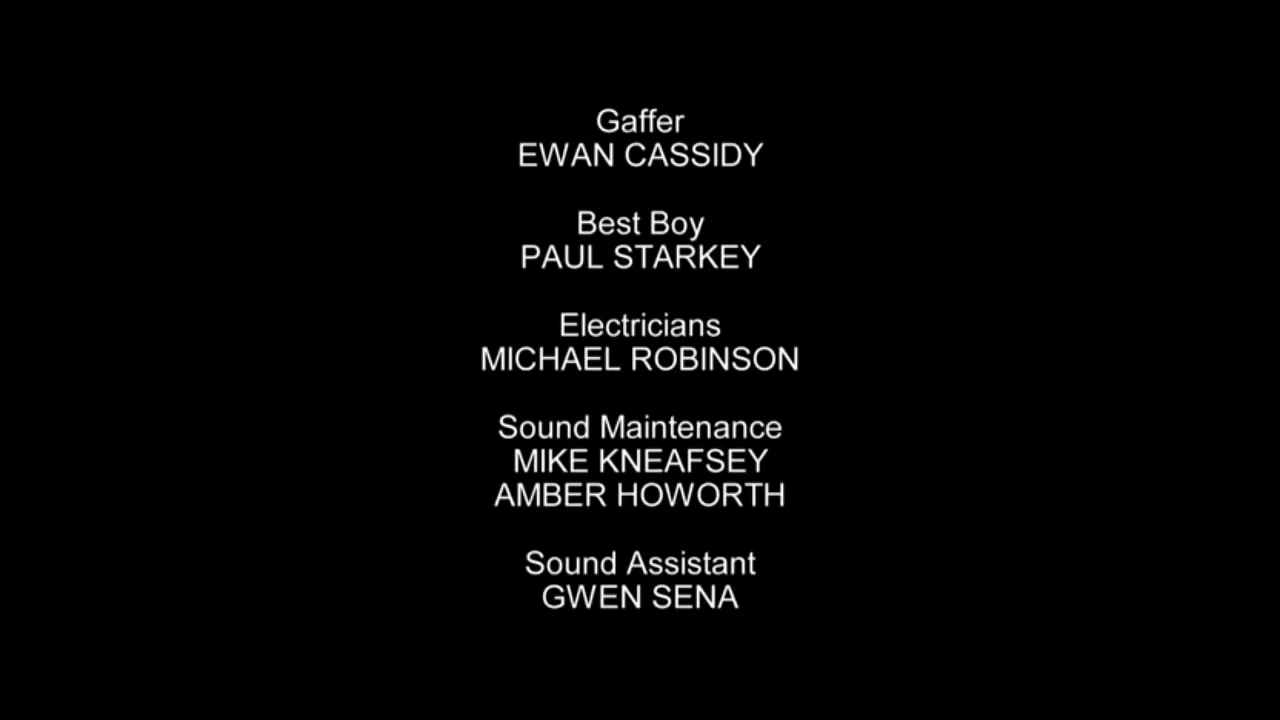 Gaffer
EWAN CASSIDY
Best Boy
PAUL STARKEY
Electricians
MICHAEL ROBINSON
Sound Maintenance
MIKE KNEAFSEY
AMBER HOWORTH
Sound Assistant
GWEN SENA